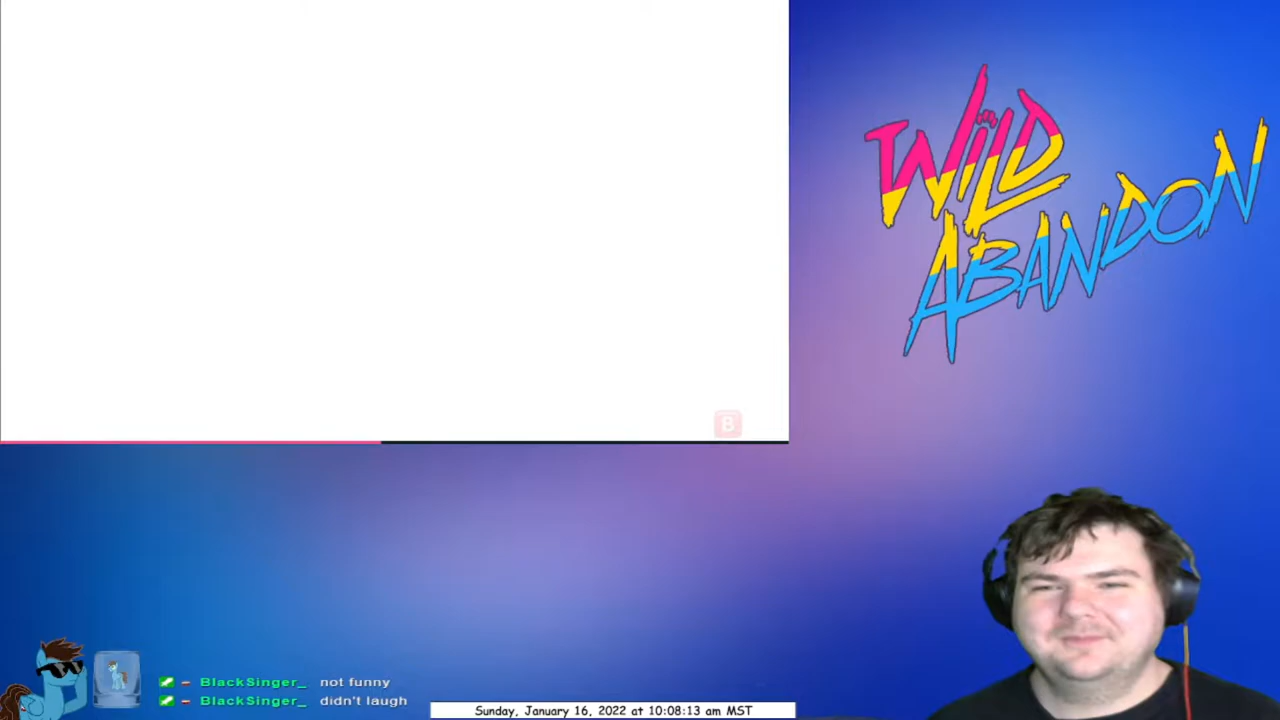 WILD
ABANDON
B
BlackSinger_ not funny
BlackSinger_ didn't laugh
Sunday, January 16, 2022 at 10:08:13 am MST